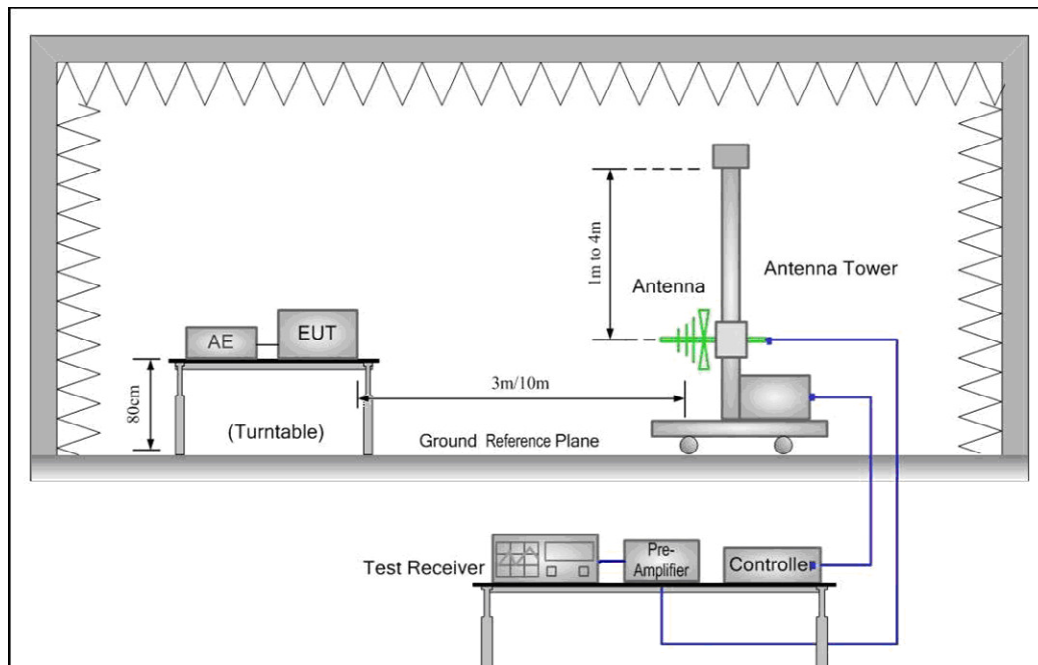 1m to 4m
Antenna Tower
Antenna
AE
EUT
3m/10m
80cm
(Turntable)
Ground Reference Plane
Test Receiver
Pre-
Amplifier
Controller